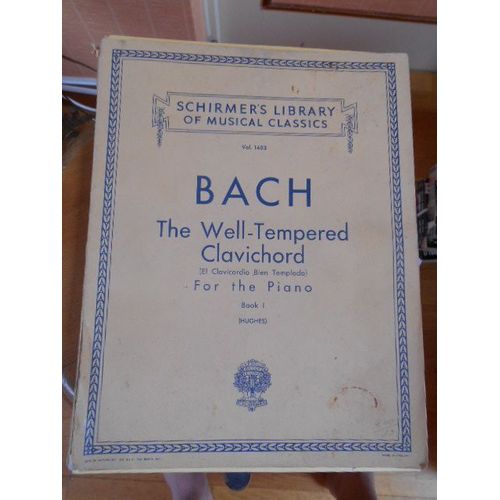 SCHIRMER'S LIBRARY
OF MUSICAL CLASSICS
Vol. 1483
BACH
The Well-Tempered
Clavichord
(El Clavicordio Bien Templado)
For the Piano
Book I
(HUGHES)